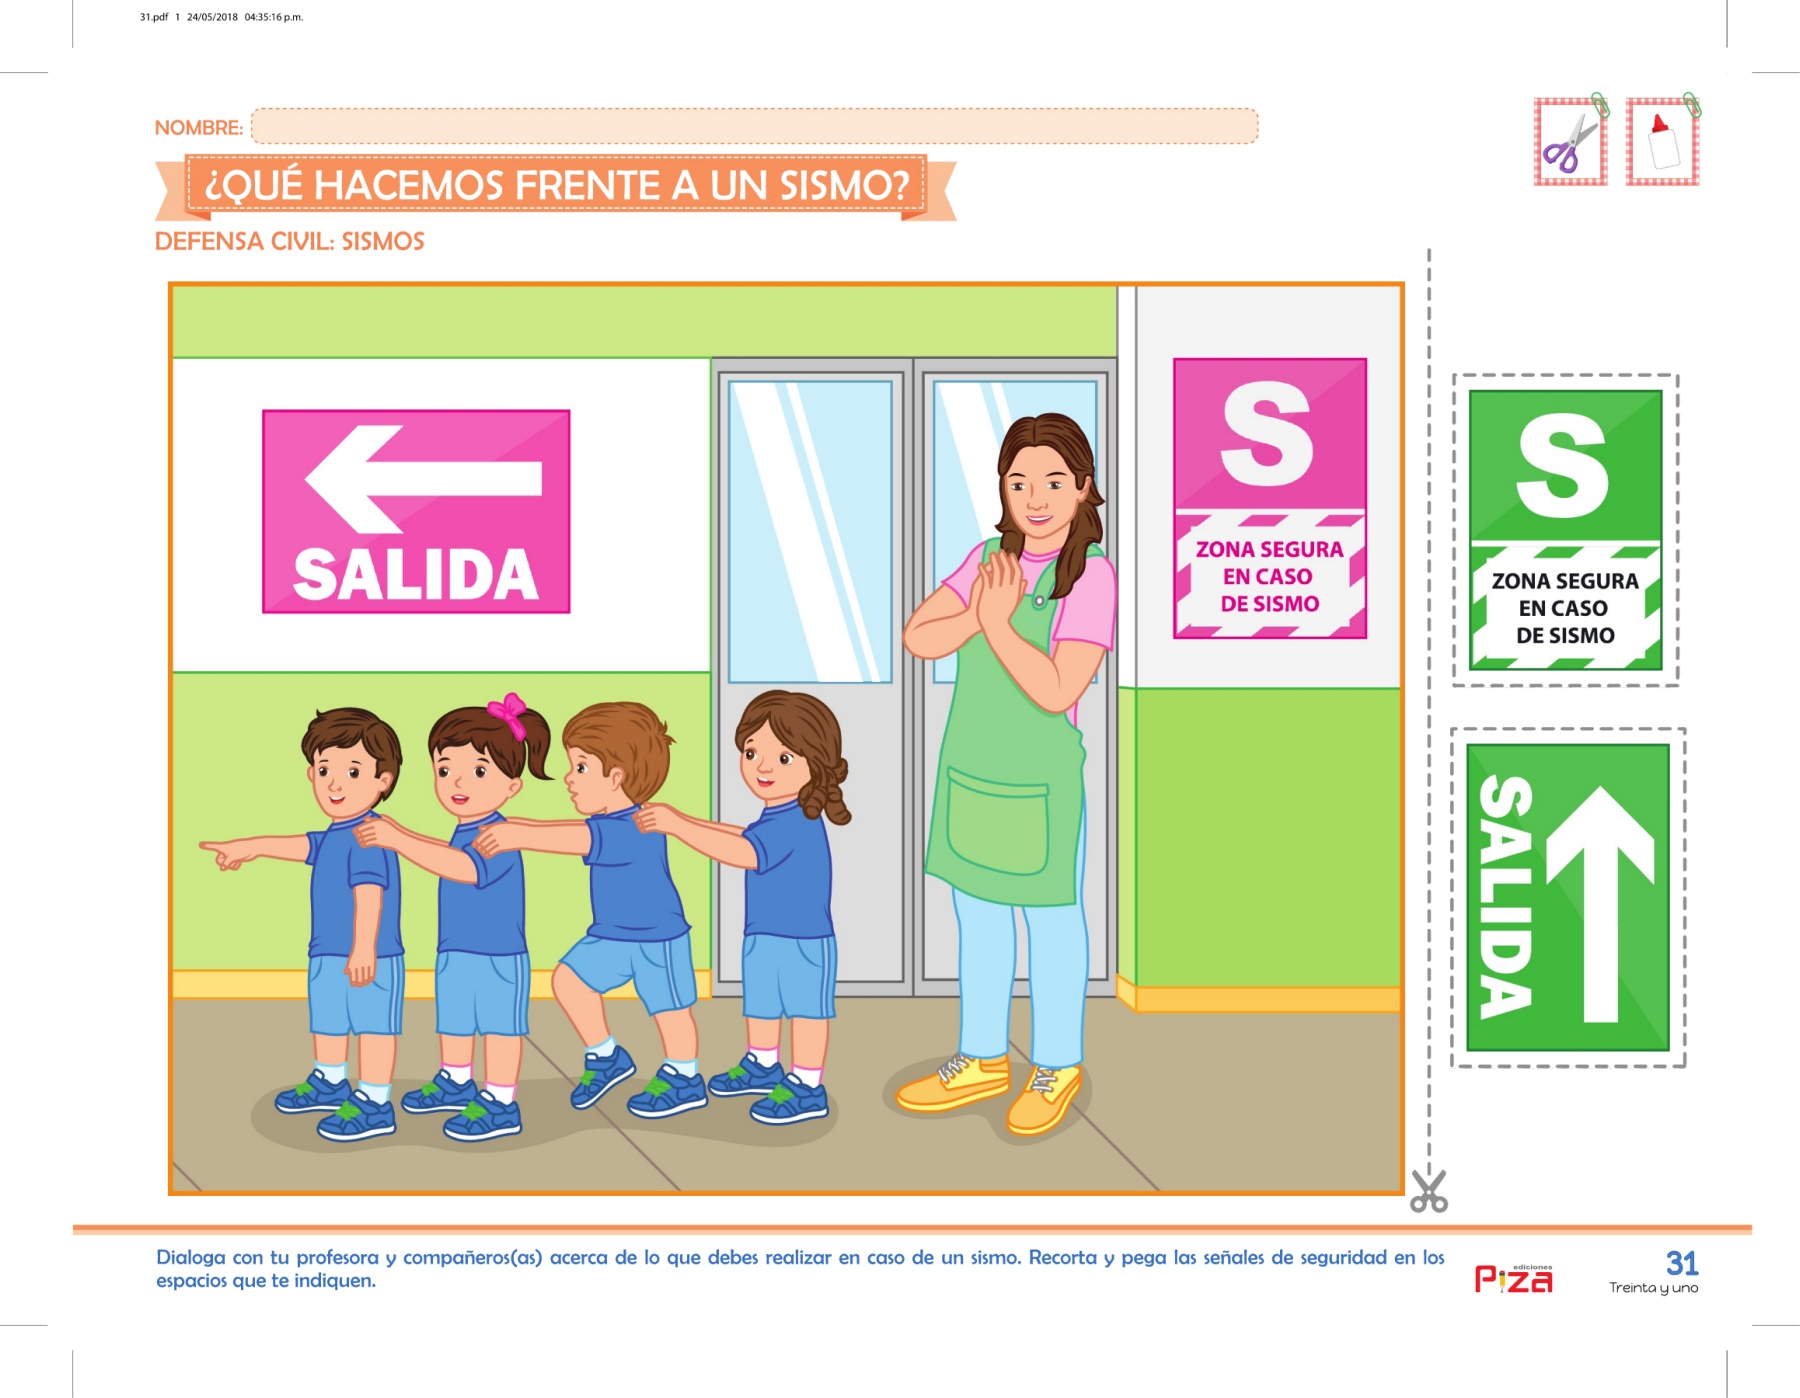 31.pdf 1 24/05/2018 04:35:16 p.m.
NOMBRE:
¿QUÉ HACEMOS FRENTE A UN SISMO?
DEFENSA CIVIL: SISMOS
SALIDA
S
ZONA SEGURA
EN CASO
DE SISMO
S
ZONA SEGURA
EN CASO
DE SISMO
SALIDA
Dialoga con tu profesora y compañeros(as) acerca de lo que debes realizar en caso de un sismo. Recorta y pega las señales de seguridad en los
espacios que te indiquen.
ediciones
Piza
31
Treinta y uno